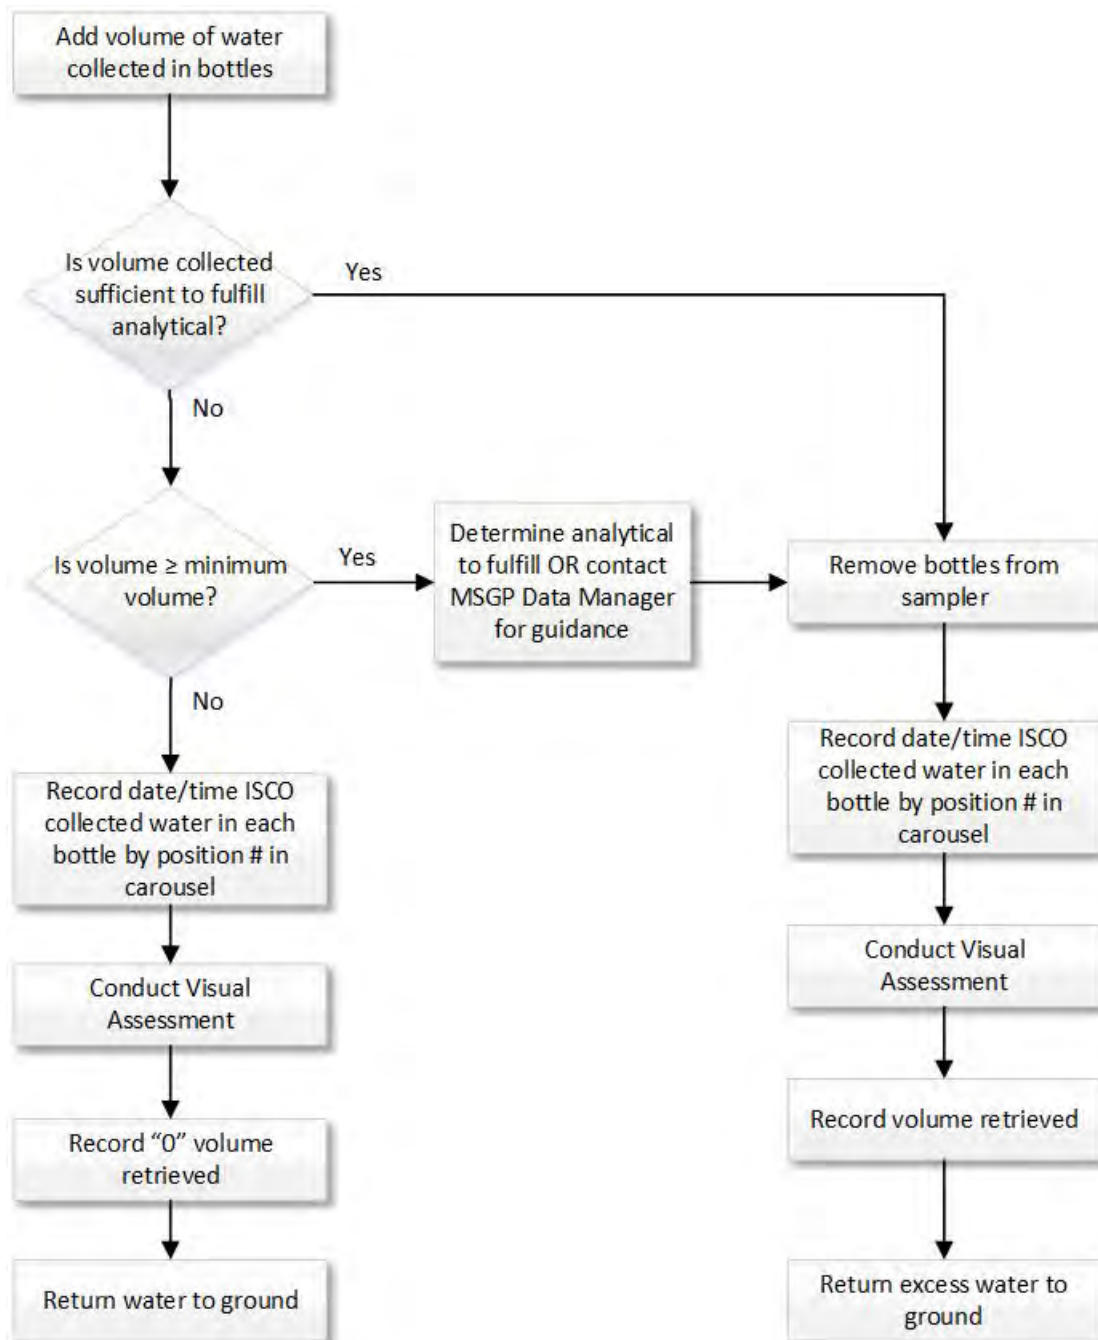 Add volume of water
collected in bottles
Is volume collected
sufficient to fulfill
analytical?
Yes
No
Is volume ≥ minimum
volume?
Yes
No
Determine analytical
to fulfill OR contact
MSGP Data Manager
for guidance
Remove bottles from
sampler
Record date/time ISCO
collected water in each
bottle by position # in
carousel
Conduct Visual
Assessment
Record “0” volume
retrieved
Return water to ground
Record date/time ISCO
collected water in each
bottle by position # in
carousel
Conduct Visual
Assessment
Record volume retrieved
Return excess water to
ground